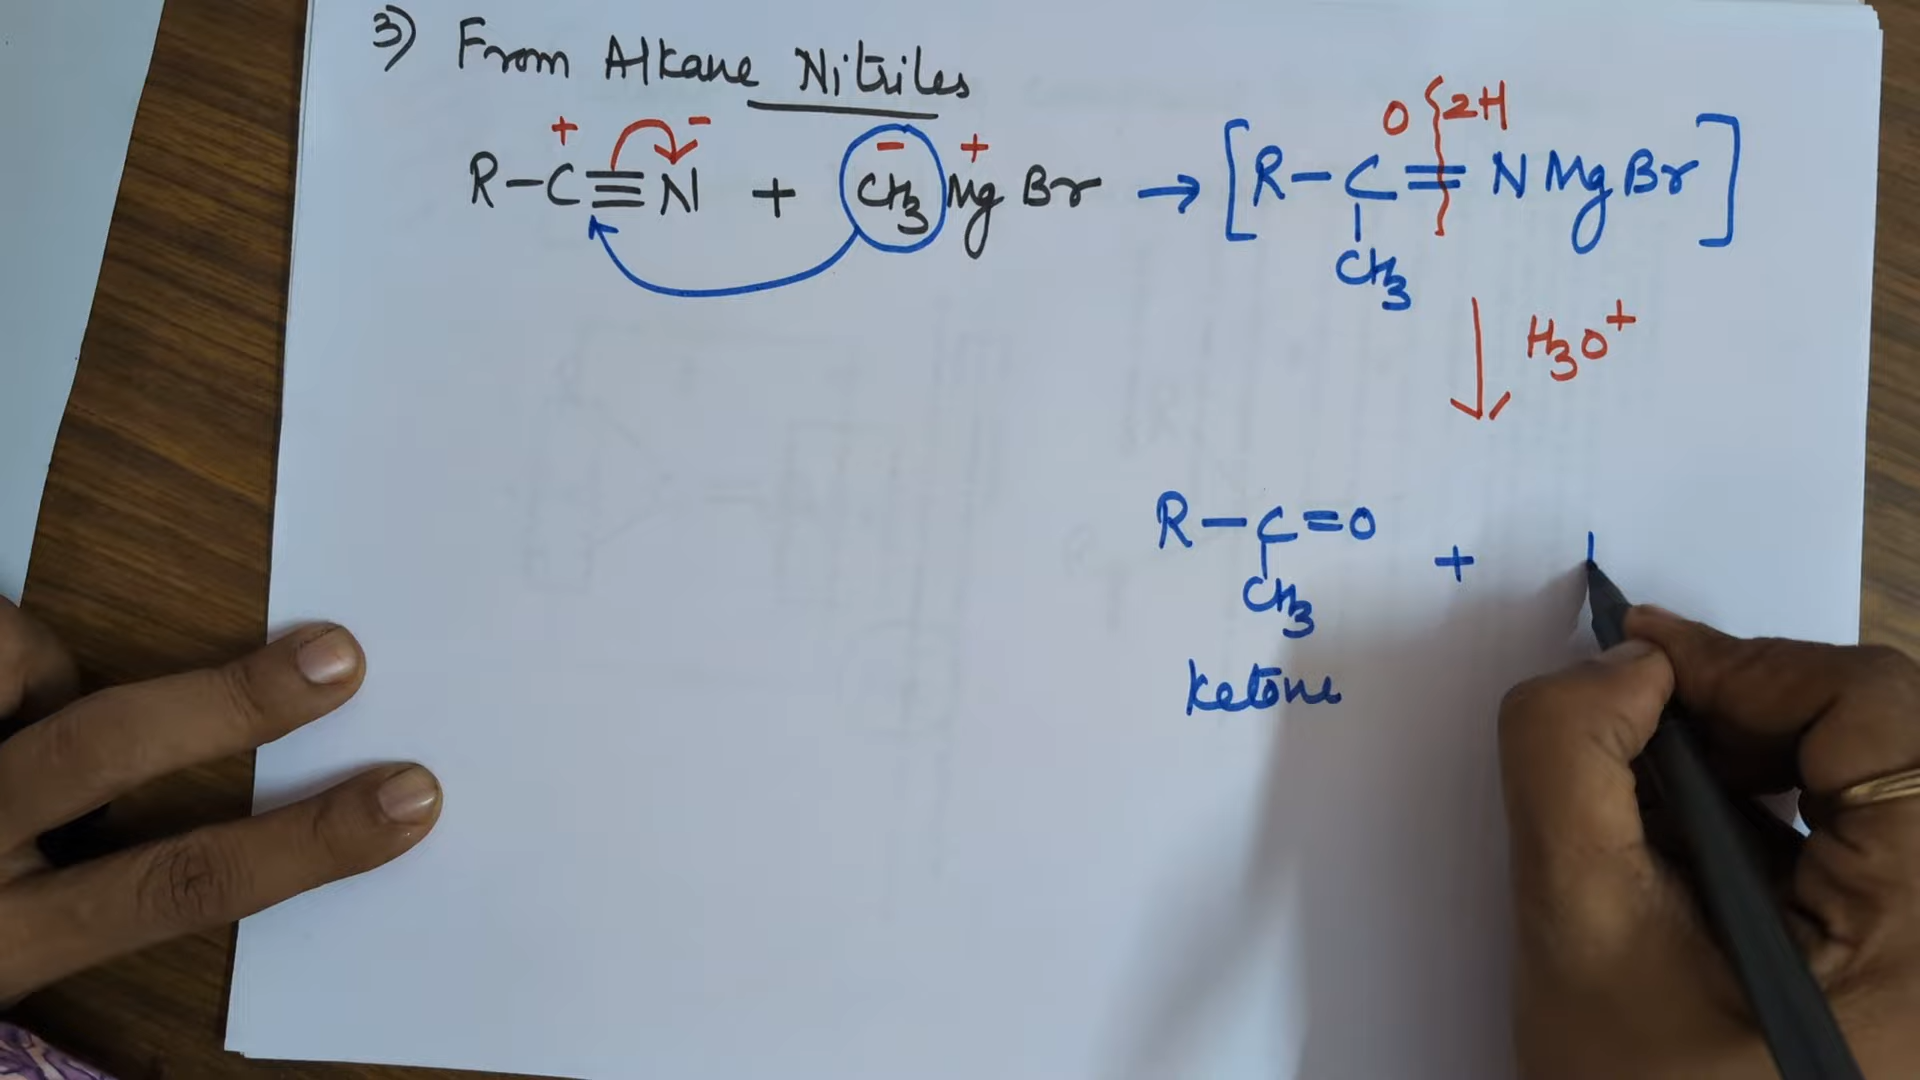 3) From Alkane Nitriles
+ - - + O 2H
R-C≡N + CH₃MgBr → [R-C=NMgBr]
CH₃
H₃O⁺
R-C=O +
CH₃
ketone